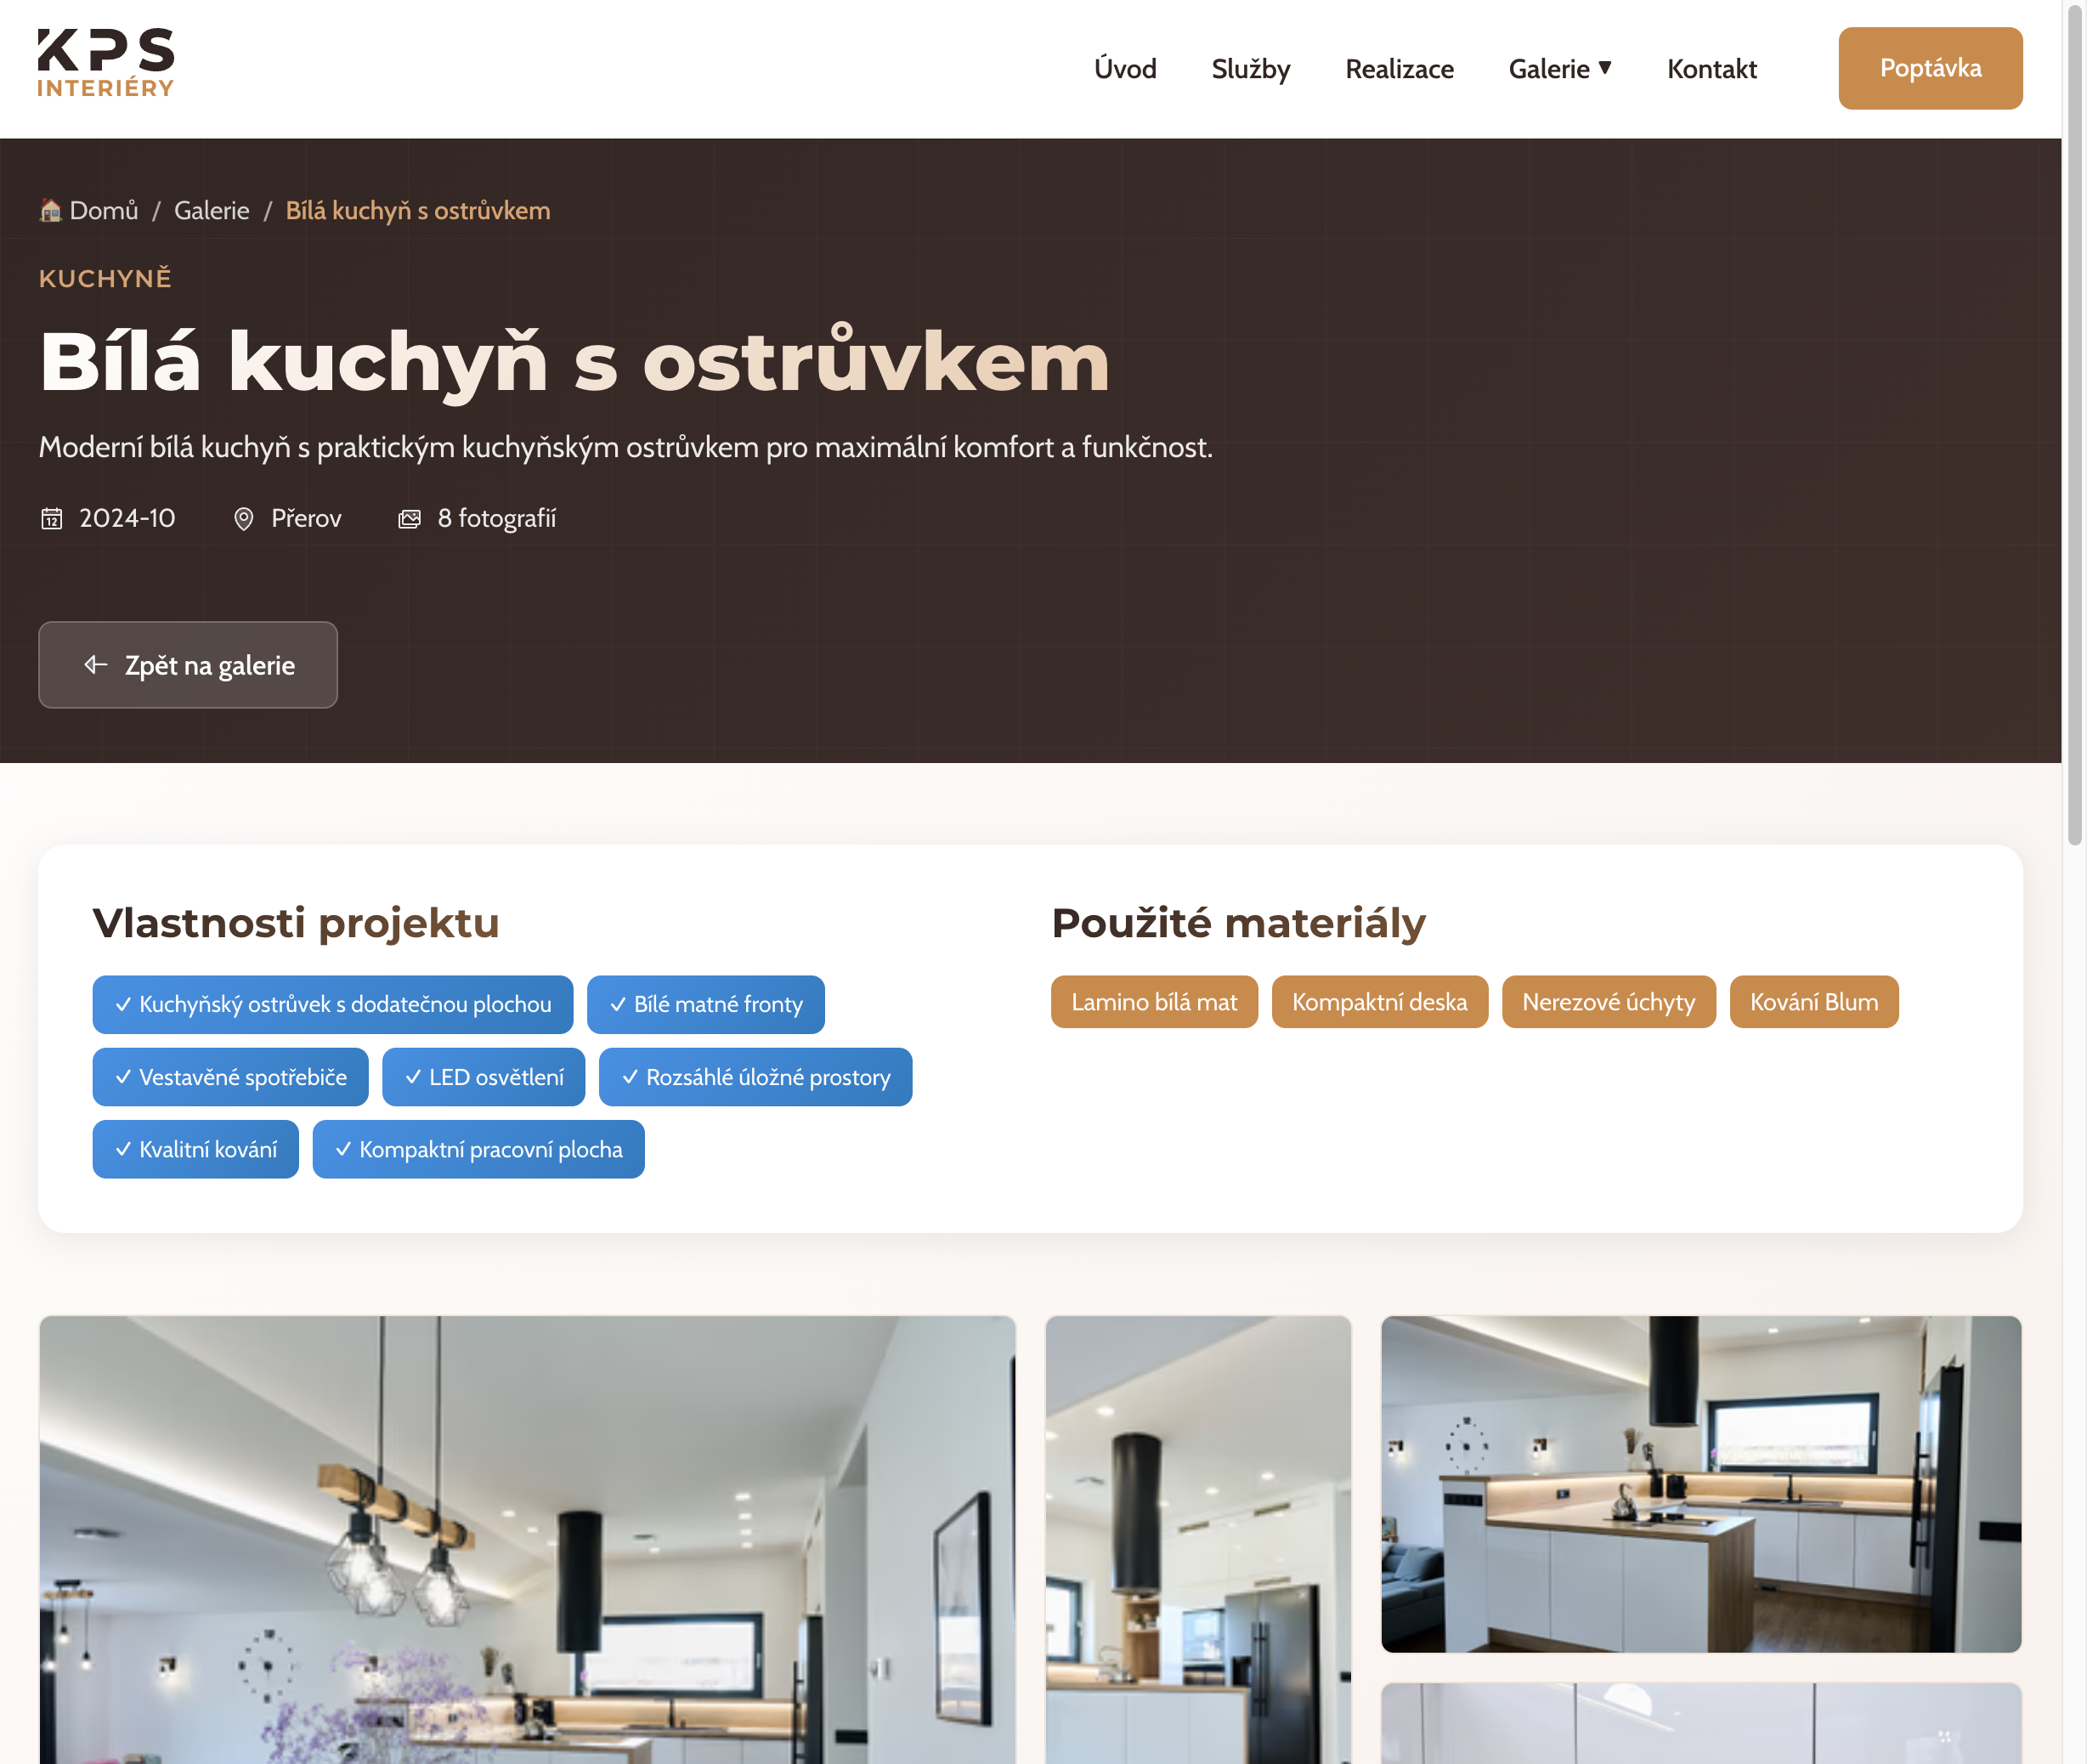 KPS
INTERIÉRY
Úvod Služby Realizace Galerie ▼ Kontakt Poptávka
Domů / Galerie / Bílá kuchyň s ostrůvkem
KUCHYNĚ
Bílá kuchyň s ostrůvkem
Moderní bílá kuchyň s praktickým kuchyňským ostrůvkem pro maximální komfort a funkčnost.
12 2024-10 Přerov 8 fotografií
Zpět na galerie
Vlastnosti projektu
✓ Kuchyňský ostrůvek s dodatečnou plochou ✓ Bílé matné fronty
✓ Vestavěné spotřebiče ✓ LED osvětlení ✓ Rozsáhlé úložné prostory
✓ Kvalitní kování ✓ Kompaktní pracovní plocha
Použité materiály
Lamino bílá mat Kompaktní deska Nerezové úchyty Kování Blum